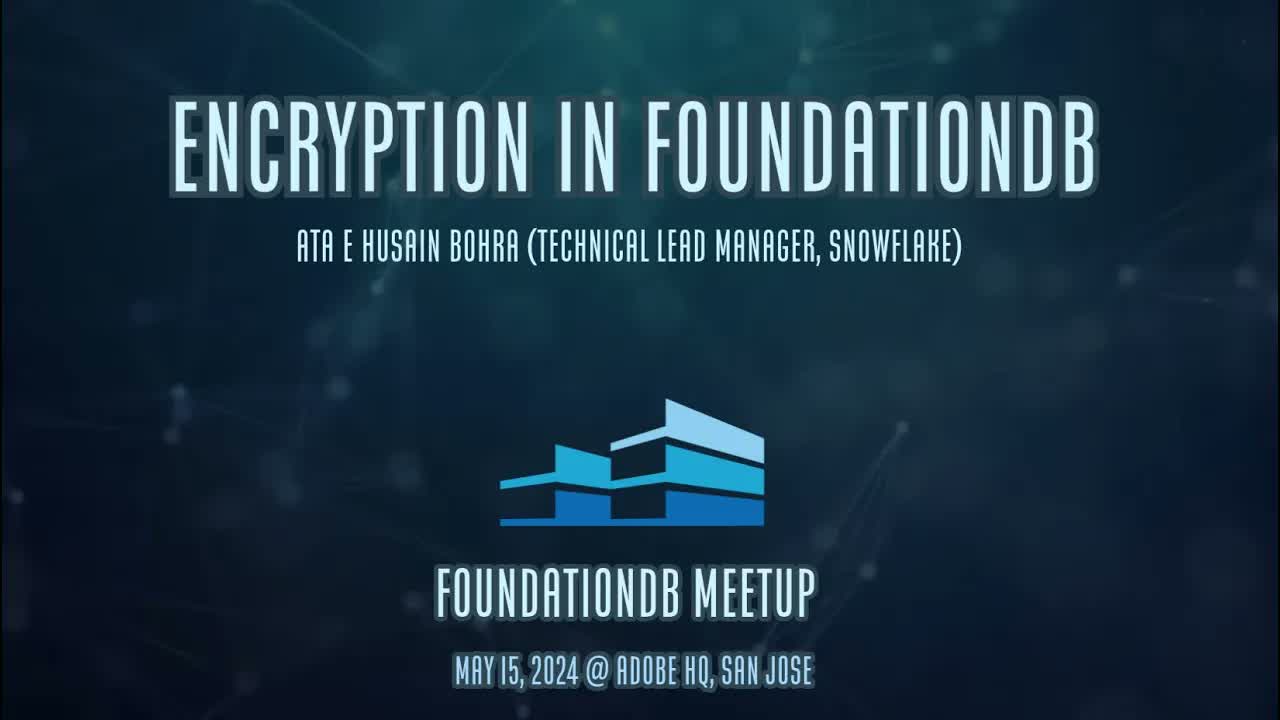 ENCRYPTION IN FOUNDATIONDB
ATA E HUSAIN BOHRA (TECHNICAL LEAD MANAGER, SNOWFLAKE)
FOUNDATIONDB MEETUP
MAY 15, 2024 @ ADOBE HQ, SAN JOSE